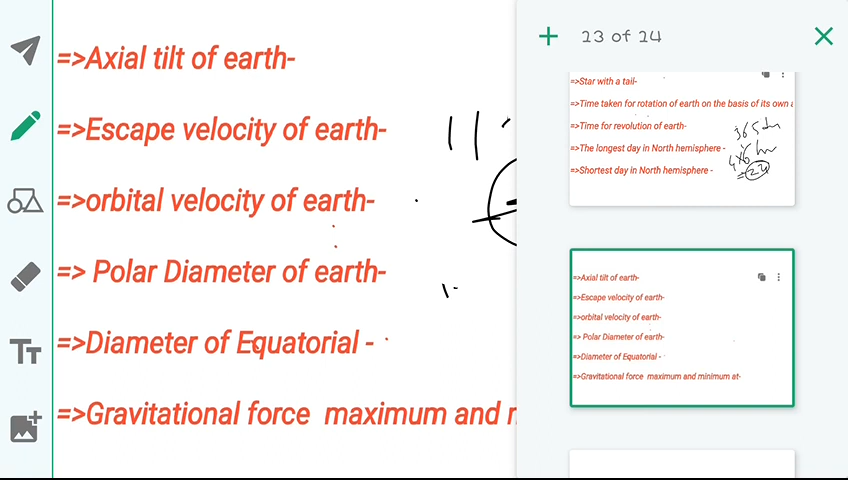 =>Axial tilt of earth-
=>Escape velocity of earth-
=>orbital velocity of earth-
=> Polar Diameter of earth-
=>Diameter of Equatorial -
=>Gravitational force maximum and
11
23 of 24
=>Star with a tail-
=>Time taken for rotation of earth on the basis of its own
=>Time for revolution of earth-
=>The longest day in North hemisphere -
=>Shortest day in North hemisphere -
365
=24
=>Axial tilt of earth-
=>Escape velocity of earth-
=>orbital velocity of earth-
=> Polar Diameter of earth-
=>Diameter of Equatorial -
=>Gravitational force maximum and minimum at-
TT